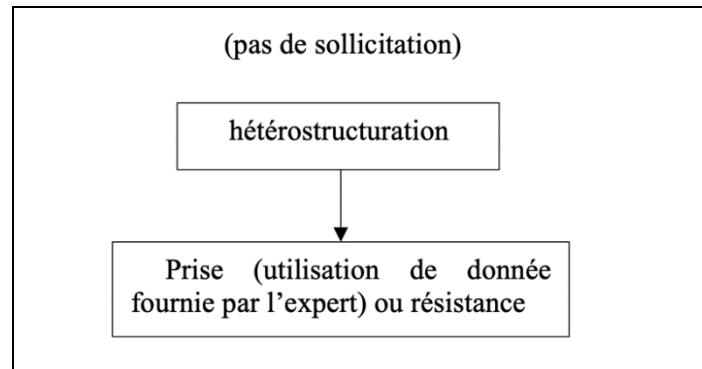 (pas de sollicitation)
hétérostructuration
Prise (utilisation de donnée
fournie par l’expert) ou résistance